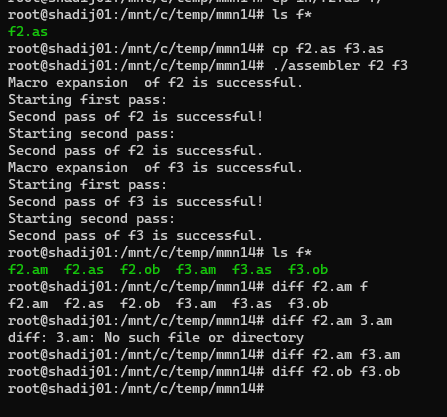 root@shadij01:/mnt/c/temp/mmn14# ls f*
f2.as
root@shadij01:/mnt/c/temp/mmn14# cp f2.as f3.as
root@shadij01:/mnt/c/temp/mmn14# ./assembler f2 f3
Macro expansion  of f2 is successful.
Starting first pass:
Second pass of f2 is successful!
Starting second pass:
Second pass of f2 is successful.
Macro expansion  of f3 is successful.
Starting first pass:
Second pass of f3 is successful!
Starting second pass:
Second pass of f3 is successful.
root@shadij01:/mnt/c/temp/mmn14# ls f*
f2.am  f2.as  f2.ob  f3.am  f3.as  f3.ob
root@shadij01:/mnt/c/temp/mmn14# diff f2.am f
f2.am  f2.as  f2.ob  f3.am  f3.as  f3.ob
root@shadij01:/mnt/c/temp/mmn14# diff f2.am 3.am
diff: 3.am: No such file or directory
root@shadij01:/mnt/c/temp/mmn14# diff f2.am f3.am
root@shadij01:/mnt/c/temp/mmn14# diff f2.ob f3.ob
root@shadij01:/mnt/c/temp/mmn14#